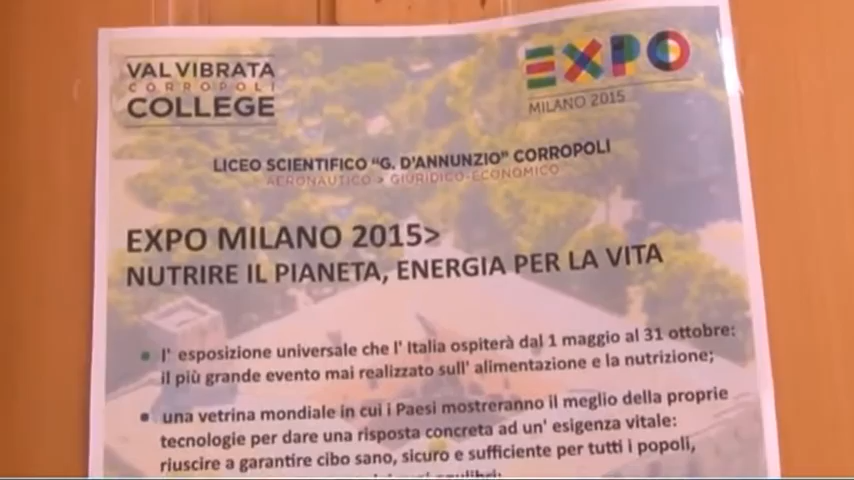 VAL VIBRATA
CORROPOLI
COLLEGE
EXPO
MILANO 2015
LICEO SCIENTIFICO "G. D'ANNUNZIO" CORROPOLI
AERONAUTICO > GIURIDICO-ECONOMICO
EXPO MILANO 2015>
NUTRIRE IL PIANETA, ENERGIA PER LA VITA
• l' esposizione universale che l' Italia ospiterà dal 1 maggio al 31 ottobre:
il più grande evento mai realizzato sull' alimentazione e la nutrizione;
• una vetrina mondiale in cui i Paesi mostreranno il meglio della proprie
tecnologie per dare una risposta concreta ad un' esigenza vitale:
riuscire a garantire cibo sano, sicuro e sufficiente per tutti i popoli,